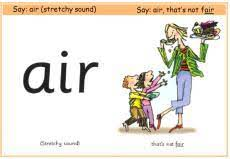 Say: air (stretchy sound)
Say: air, that's not fair
air
(Stretchy sound)
that's not fair